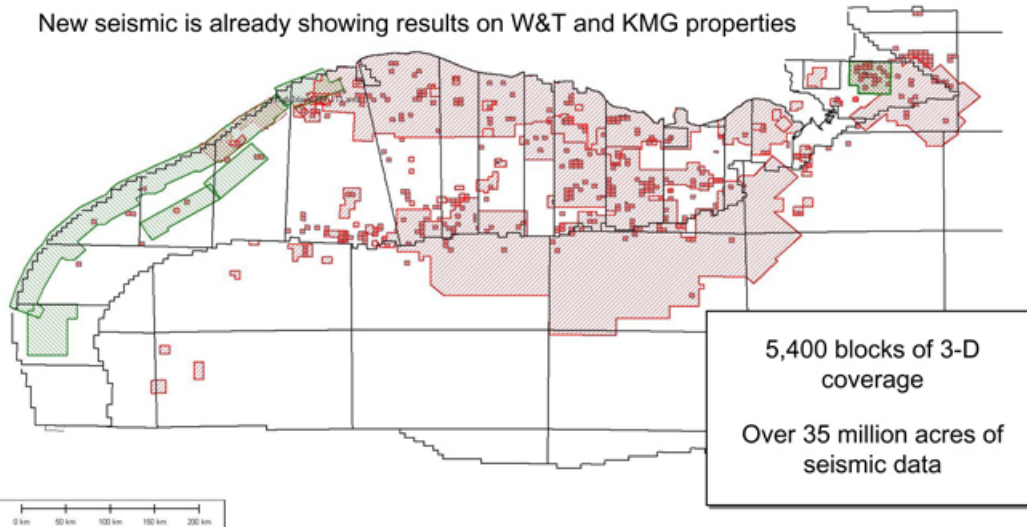 New seismic is already showing results on W&T and KMG properties
5,400 blocks of 3-D
coverage
Over 35 million acres of
seismic data
0 km 50 km 100 km 150 km 200 km